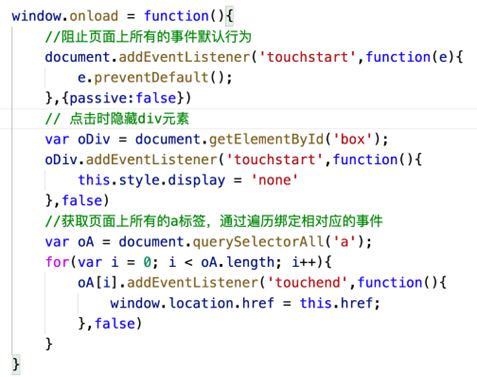 window.onload = function(){
//阻止页面上所有的事件默认行为
document.addEventListener('touchstart',function(e){
e.preventDefault();
},{passive:false})
// 点击时隐藏div元素
var oDiv = document.getElementById('box');
oDiv.addEventListener('touchstart',function(){
this.style.display = 'none'
},false)
//获取页面上所有的a标签，通过遍历绑定相对应的事件
var oA = document.querySelectorAll('a');
for(var i = 0; i < oA.length; i++){
oA[i].addEventListener('touchend',function(){
window.location.href = this.href;
},false)
}
}